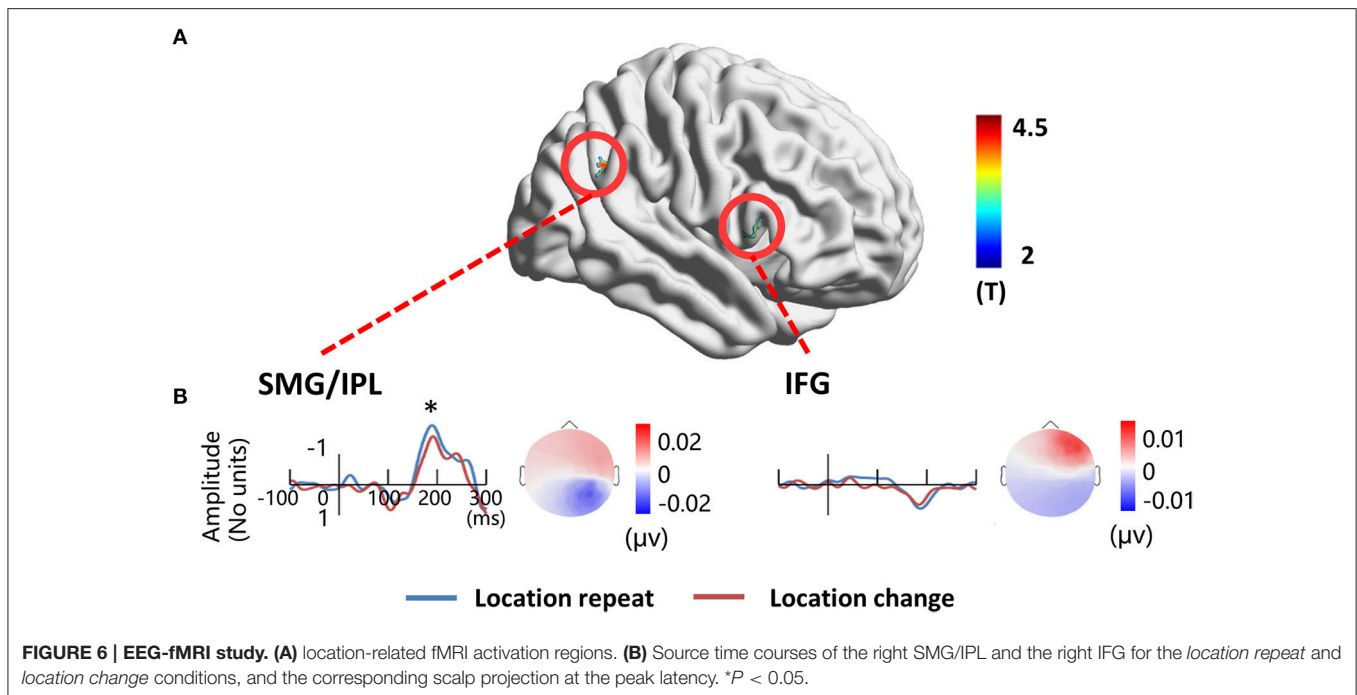 A
4.5
2
(T)
SMG/IPL
IFG
B
*
Amplitude
(No units)
-1
-100 0 100 200 300
1
(ms)
0.02
0
-0.02
(μv)
0.01
0
-0.01
(μv)
Location repeat
Location change
FIGURE 6 | EEG-fMRI study. (A) location-related fMRI activation regions. (B) Source time courses of the right SMG/IPL and the right IFG for the location repeat and
location change conditions, and the corresponding scalp projection at the peak latency. *P < 0.05.